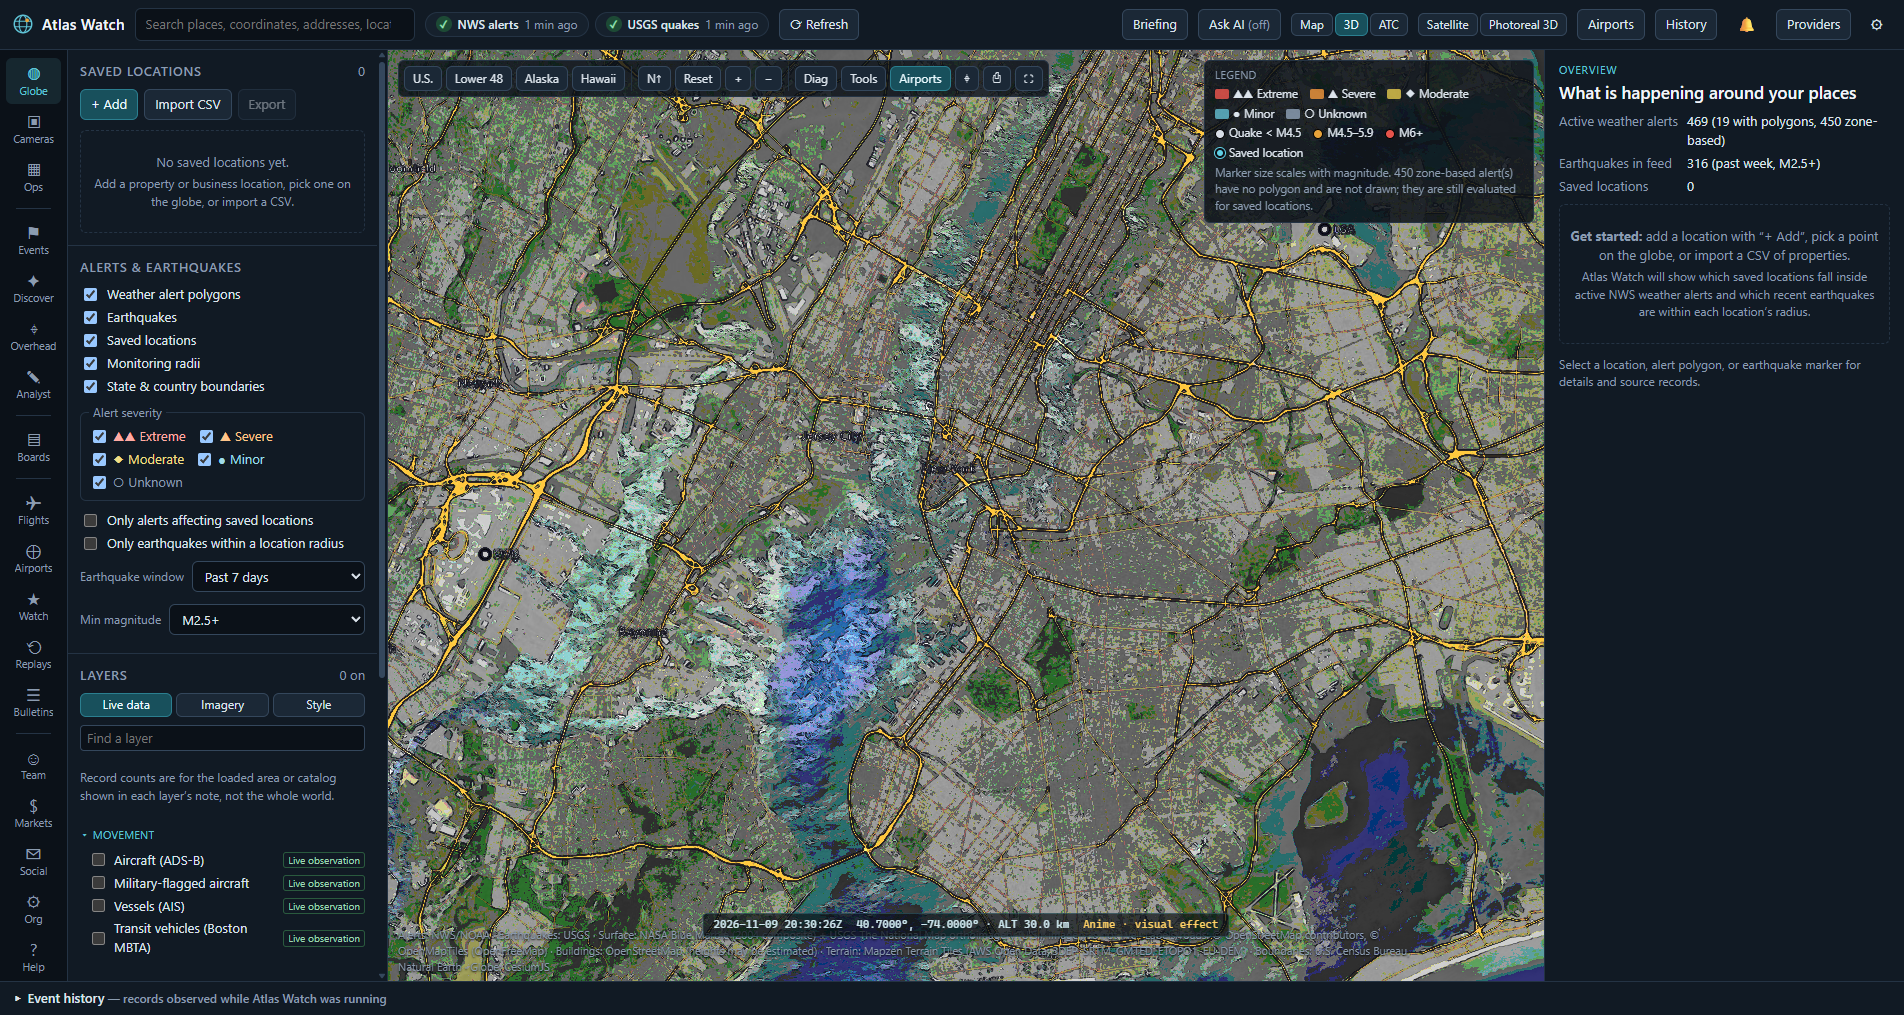 Atlas Watch
Search places, coordinates, addresses, loca
✓ NWS alerts 1 min ago
✓ USGS quakes 1 min ago
⟳ Refresh
Briefing
Ask AI (off)
Map 3D ATC
Satellite Photoreal 3D
Airports
History
Providers
Globe
Cameras
Ops
Events
Discover
Overhead
Analyst
Boards
Flights
Airports
Watch
Replays
Bulletins
Team
Markets
Social
Org
Help
SAVED LOCATIONS 0
+ Add Import CSV Export
No saved locations yet.
Add a property or business location, pick one on
the globe, or import a CSV.
ALERTS & EARTHQUAKES
Weather alert polygons
Earthquakes
Saved locations
Monitoring radii
State & country boundaries
Alert severity
▲▲ Extreme ▲ Severe
◆ Moderate ● Minor
○ Unknown
Only alerts affecting saved locations
Only earthquakes within a location radius
Earthquake window Past 7 days
Min magnitude M2.5+
LAYERS 0 on
Live data Imagery Style
Find a layer
Record counts are for the loaded area or catalog
shown in each layer's note, not the whole world.
MOVEMENT
Aircraft (ADS-B) Live observation
Military-flagged aircraft Live observation
Vessels (AIS) Live observation
Transit vehicles (Boston
MBTA) Live observation
U.S. Lower 48 Alaska Hawaii N↑ Reset + − Diag Tools Airports
LEGEND
▲▲ Extreme ▲ Severe ◆ Moderate
● Minor ○ Unknown
Quake < M4.5 M4.5–5.9 M6+
Saved location
Marker size scales with magnitude. 450 zone-based alert(s)
have no polygon and are not drawn; they are still evaluated
for saved locations.
2026-11-09 20:30:26Z 40.7000°, −74.0000° · ALT 30.0 km Anime · visual effect
OVERVIEW
What is happening around your places
Active weather alerts 469 (19 with polygons, 450 zone-
based)
Earthquakes in feed 316 (past week, M2.5+)
Saved locations 0
Get started: add a location with "+ Add", pick a point
on the globe, or import a CSV of properties.
Atlas Watch will show which saved locations fall inside
active NWS weather alerts and which recent earthquakes
are within each location's radius.
Select a location, alert polygon, or earthquake marker for
details and source records.
▸ Event history — records observed while Atlas Watch was running